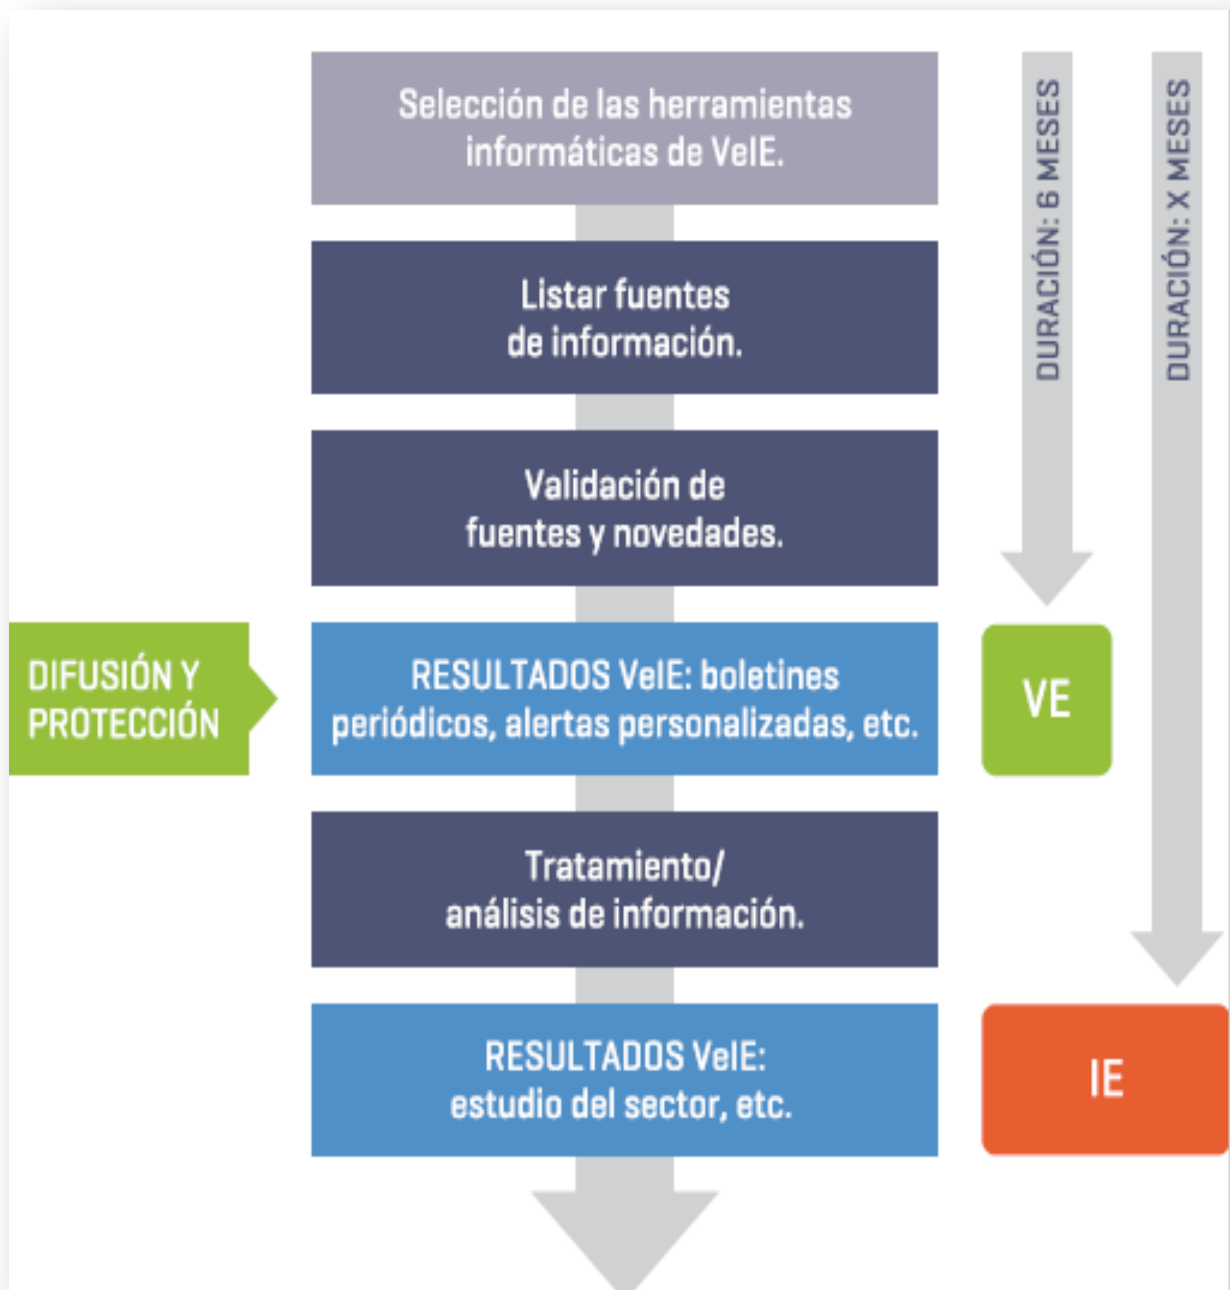 Selección de las herramientas
informáticas de VeIE.
DURACIÓN: 6 MESES
DURACIÓN: X MESES
Listar fuentes
de información.
Validación de
fuentes y novedades.
DIFUSIÓN Y
PROTECCIÓN
RESULTADOS VeIE: boletines
periódicos, alertas personalizadas, etc.
VE
Tratamiento/
análisis de información.
RESULTADOS VeIE:
estudio del sector, etc.
IE